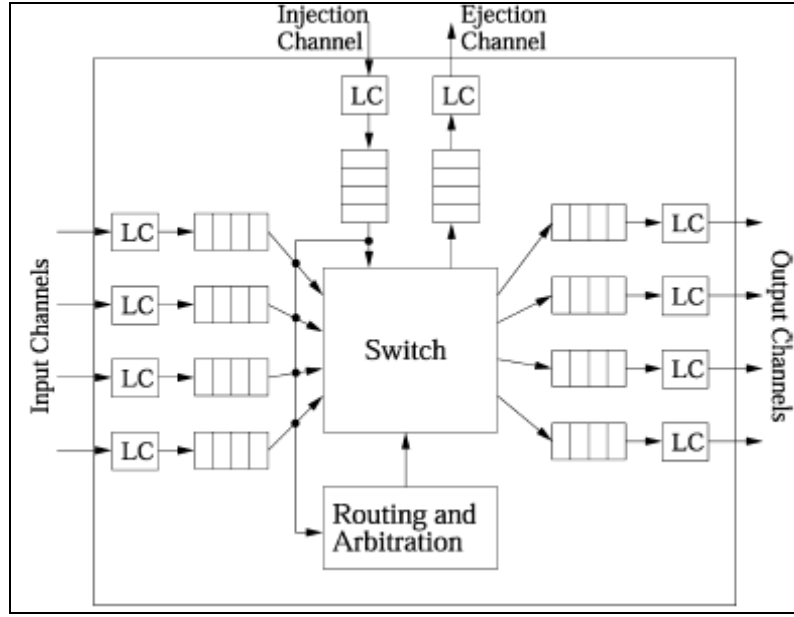 Injection
Channel
Ejection
Channel
LC
LC
LC
LC
LC
LC
LC
LC
LC
LC
Input Channels
Switch
Output Channels
Routing and
Arbitration